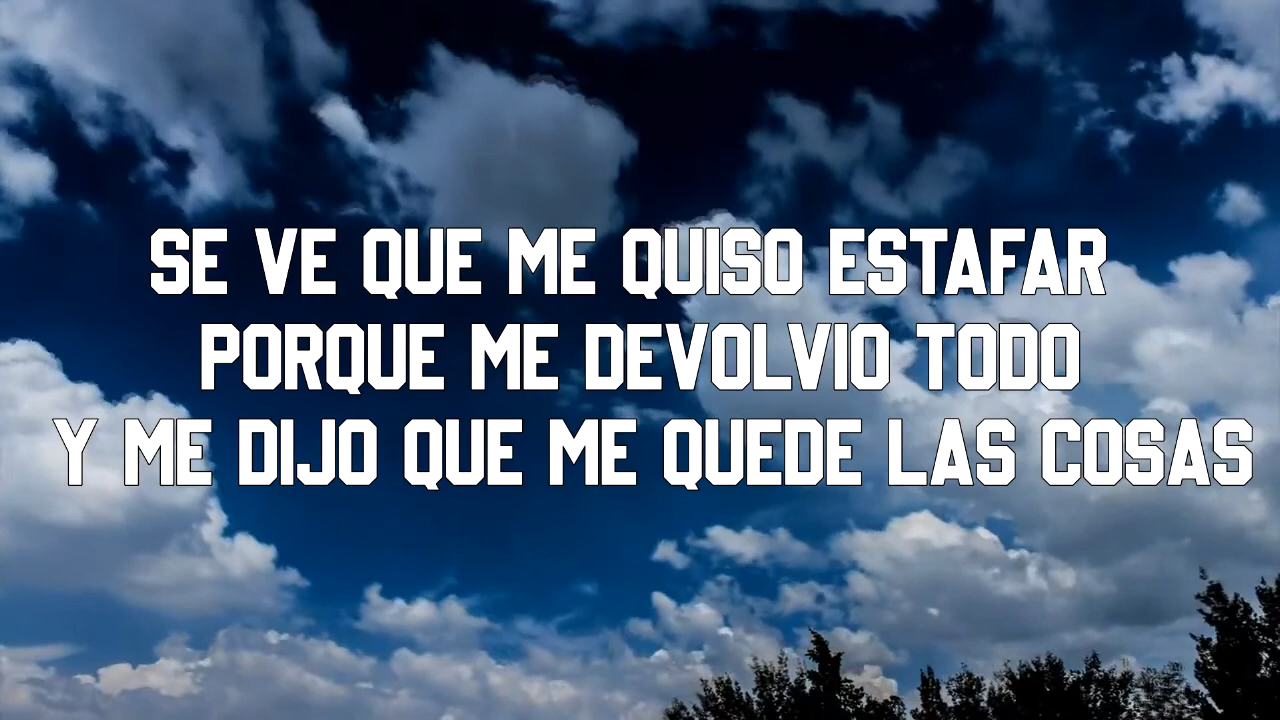 SE VE QUE ME QUISO ESTAFAR
PORQUE ME DEVOLVIO TODO
Y ME DIJO QUE ME QUEDE LAS COSAS